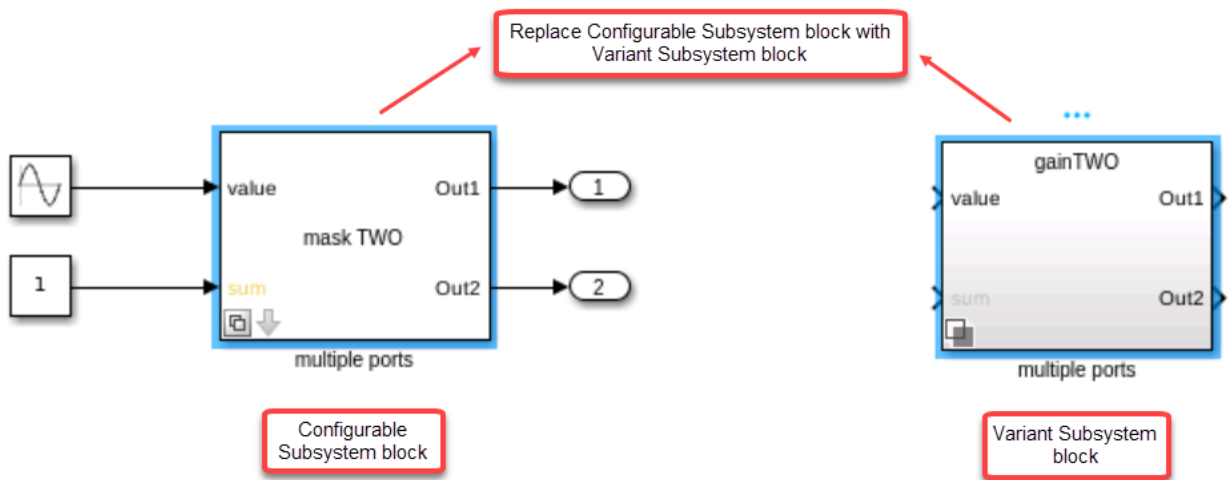 Replace Configurable Subsystem block with
Variant Subsystem block
value
Out1
1
mask TWO
1
sum
Out2
2
multiple ports
gainTWO
value
Out1
sum
Out2
multiple ports
Configurable
Subsystem block
Variant Subsystem
block